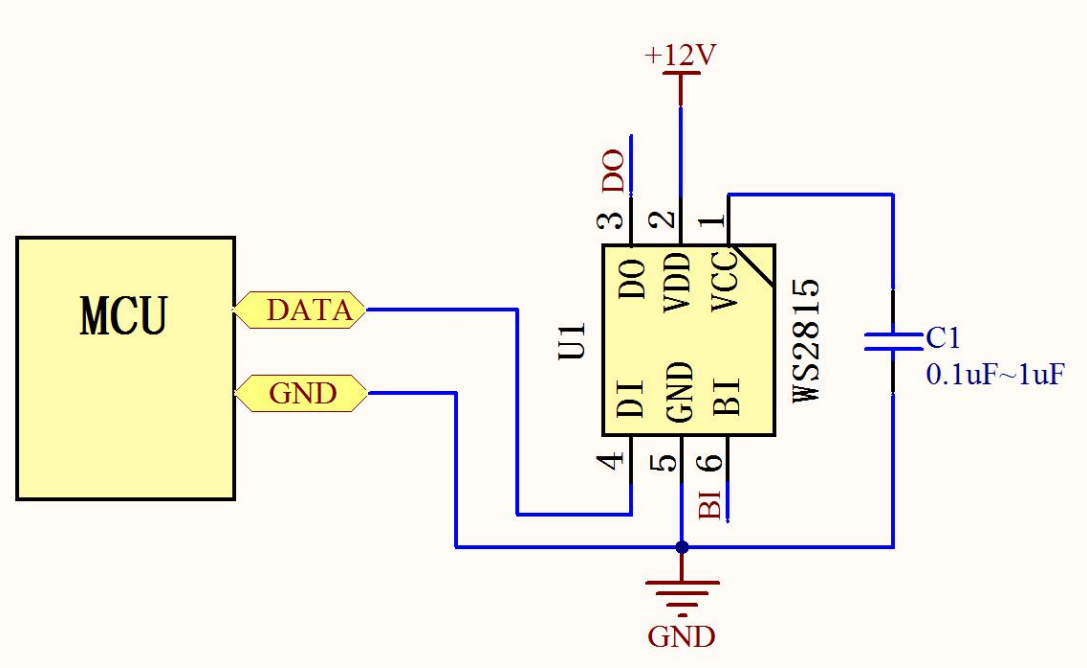 +12V
DO
3
2
1
MCU
DATA
GND
DO
VDD
VCC
U1
WS2815
C1
0.1uF~1uF
DI
GND
BI
4
5
6
BI
GND